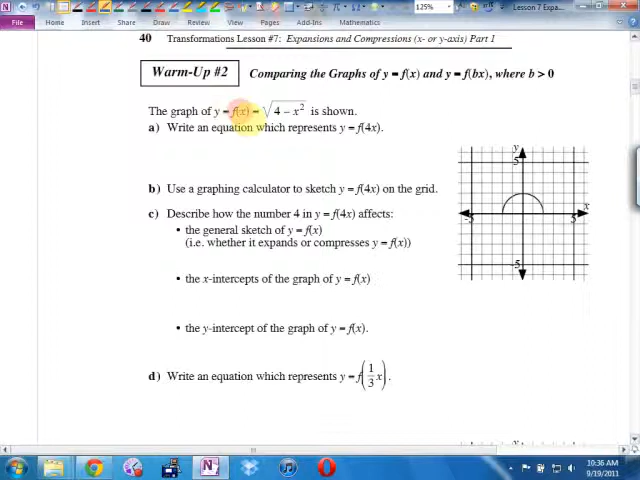 125%
File
Home
Insert
Share
Draw
Review
View
Pages
Add-Ins
Mathematics
40 Transformations Lesson #7: Expansions and Compressions (x- or y-axis) Part 1
Lesson 7 Expa...
Warm-Up #2 Comparing the Graphs of y = f(x) and y = f(bx), where b > 0
The graph of y = f(x) = √4 − x² is shown.
a) Write an equation which represents y = f(4x).
b) Use a graphing calculator to sketch y = f(4x) on the grid.
c) Describe how the number 4 in y = f(4x) affects:
• the general sketch of y = f(x)
(i.e. whether it expands or compresses y = f(x))
• the x-intercepts of the graph of y = f(x)
• the y-intercept of the graph of y = f(x).
d) Write an equation which represents y = f(1/3 x).
y
5
x
-5
5
-5
y
10:36 AM
9/19/2011